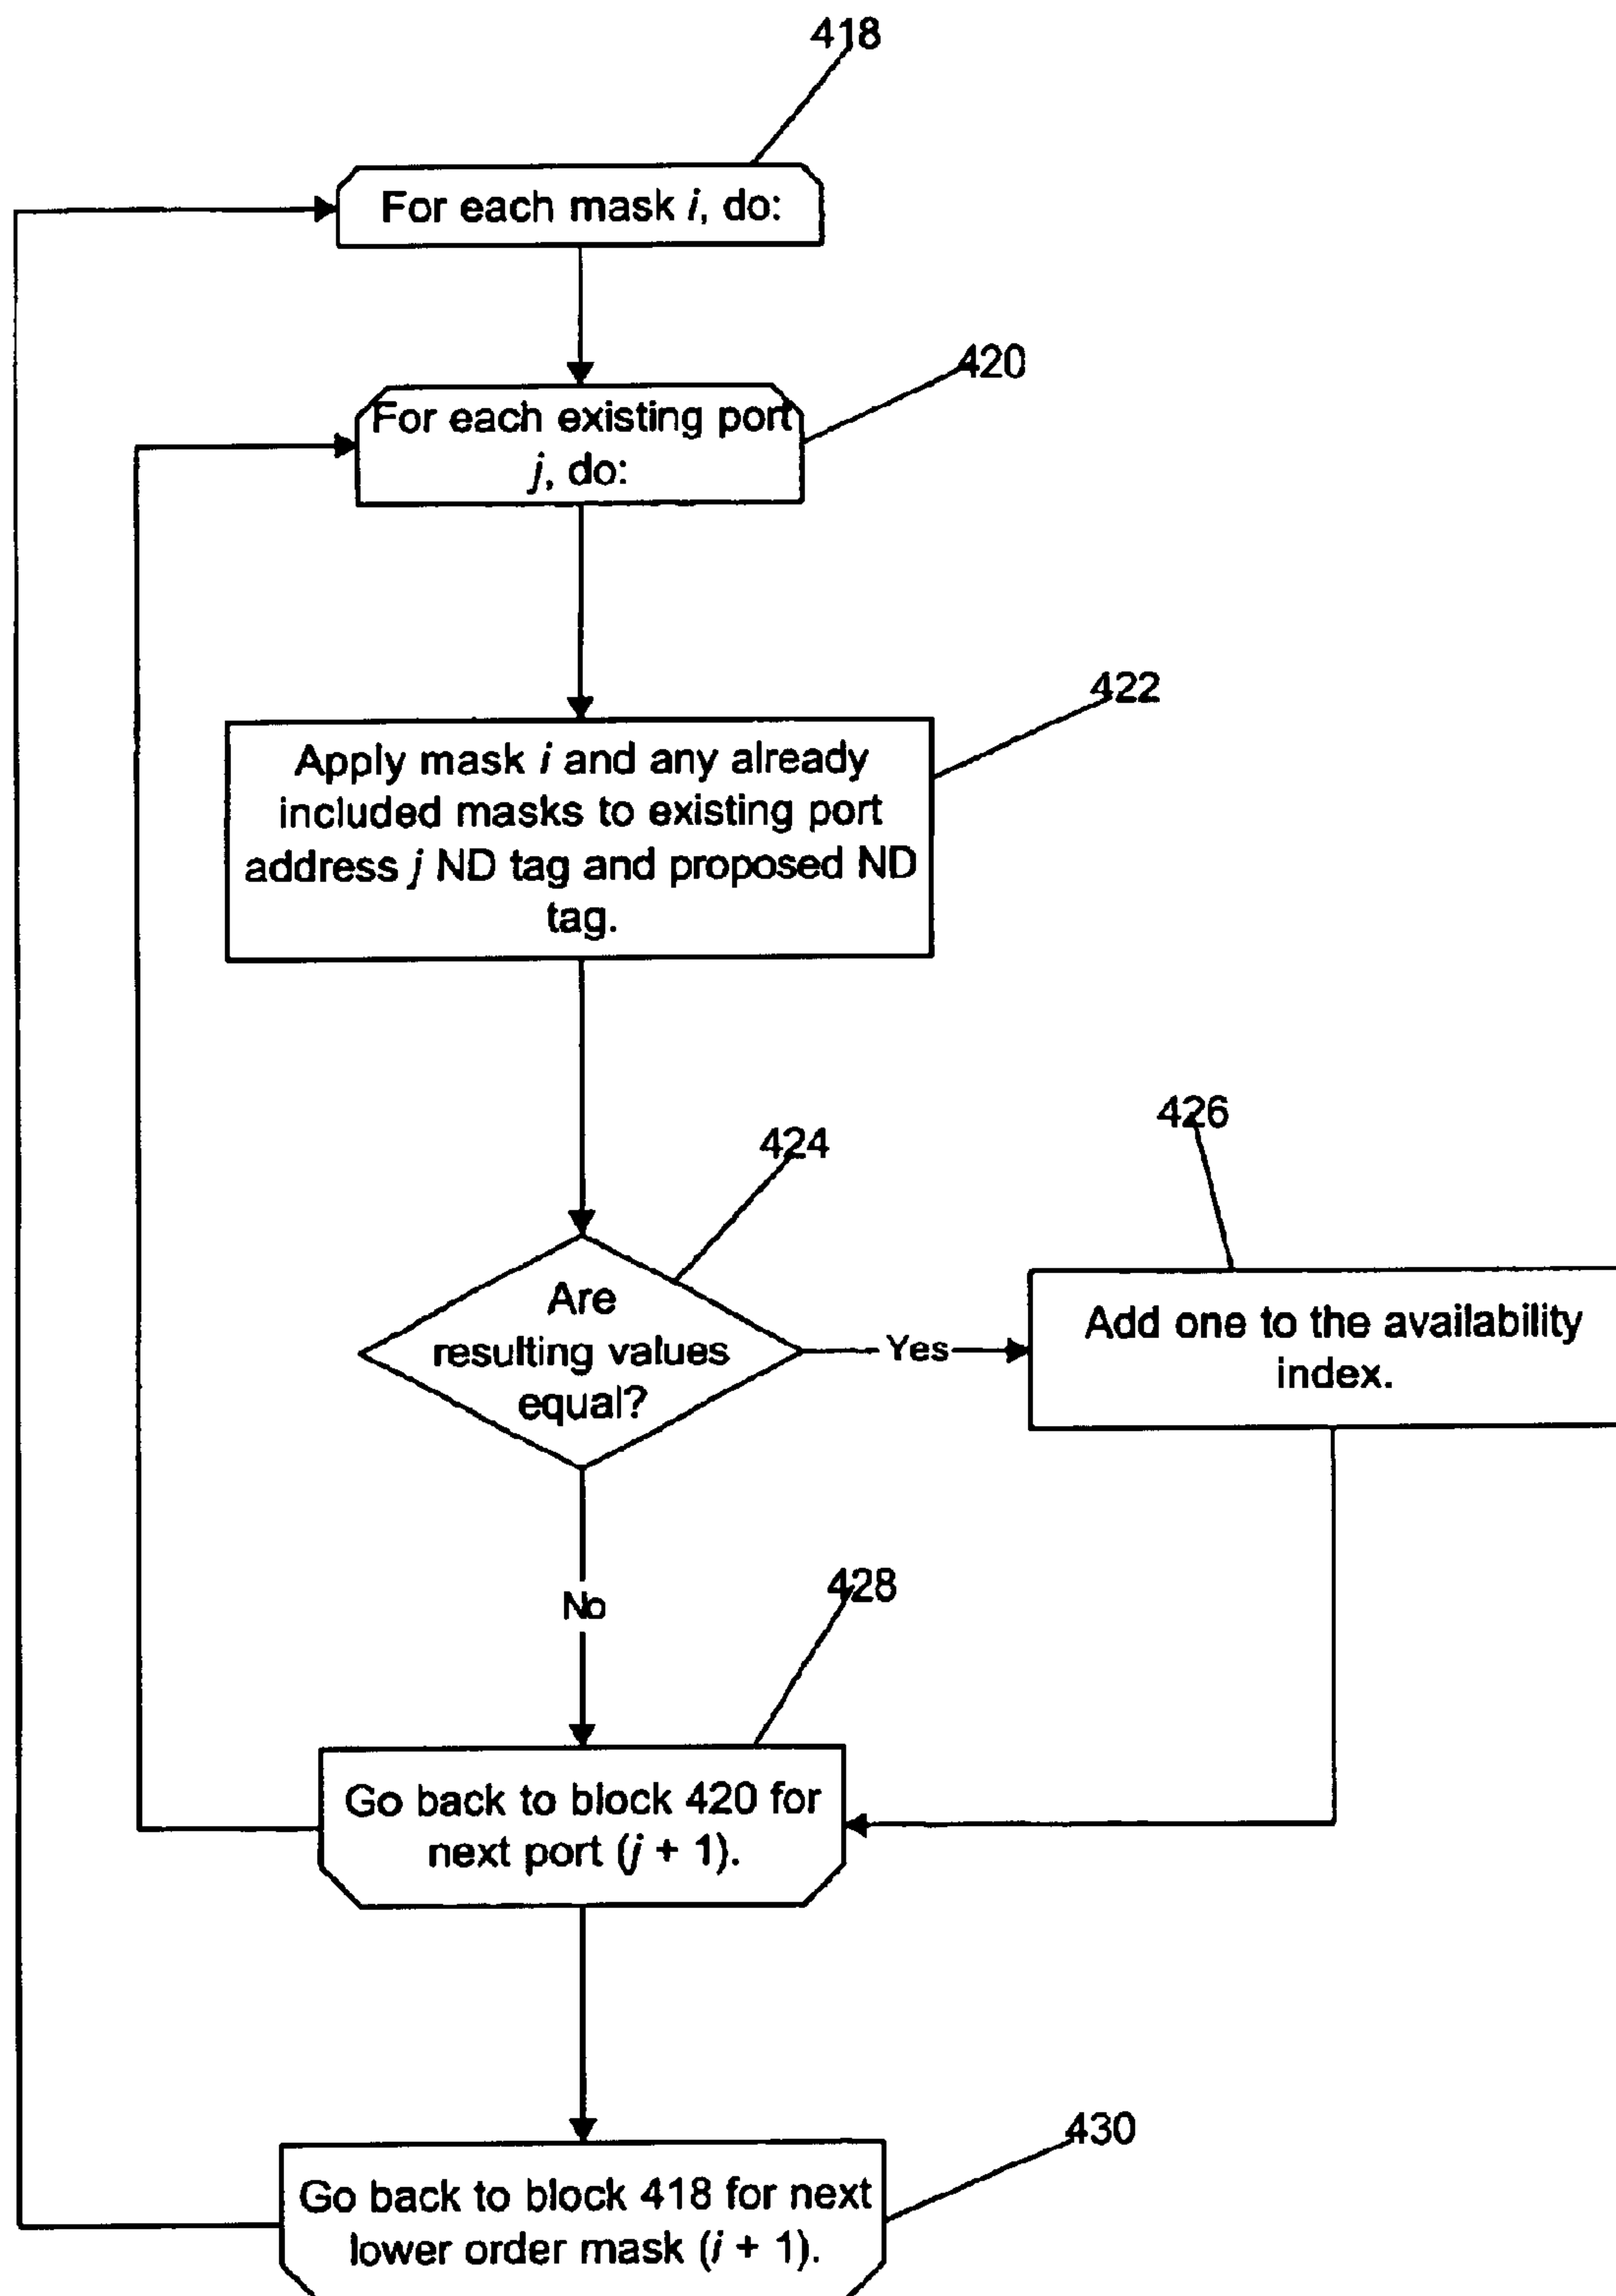 418
For each mask i, do:
420
For each existing port
j, do:
422
Apply mask i and any already
included masks to existing port
address j ND tag and proposed ND
tag.
424
426
Are
resulting values
equal?
Yes
Add one to the availability
index.
No
428
Go back to block 420 for
next port (j + 1).
430
Go back to block 418 for next
lower order mask (i + 1).